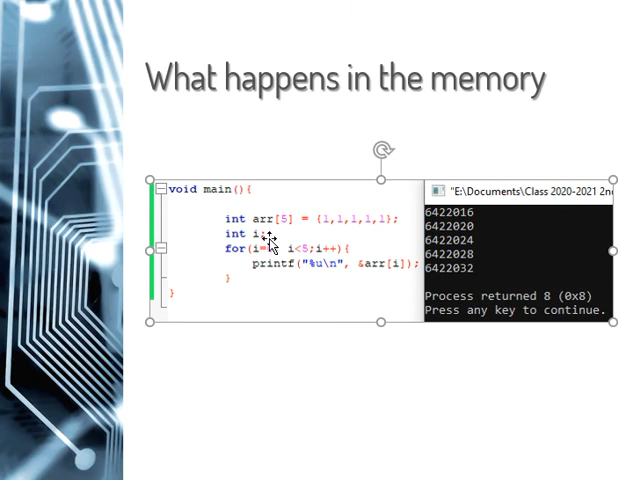 What happens in the memory
void main(){
int arr[5] = {1,1,1,1,1};
int i;
for(i= i<5;i++){
printf("%u\n", &arr[i]);
}
}
"E:\Documents\Class 2020-2021 2n
6422016
6422020
6422024
6422028
6422032
Process returned 8 (0x8)
Press any key to continue.